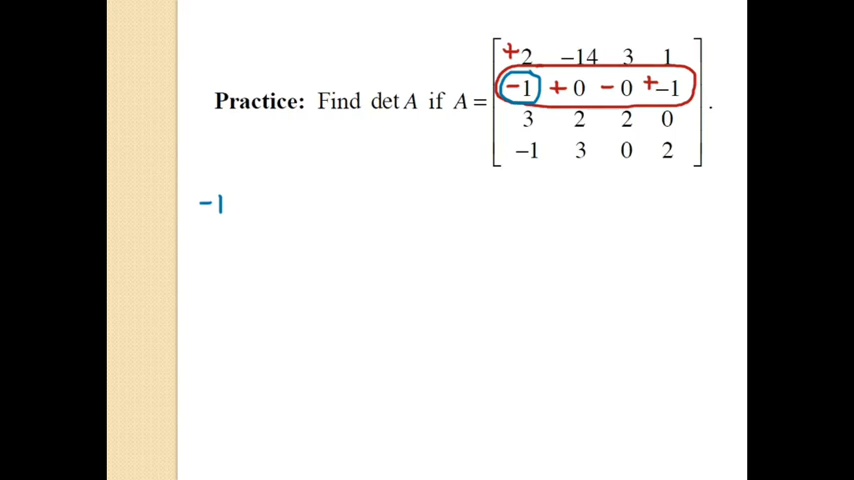 +2 −14 3 1
−1 +0 −0 +−1
Practice: Find det A if A = .
3 2 2 0
−1 3 0 2
−1